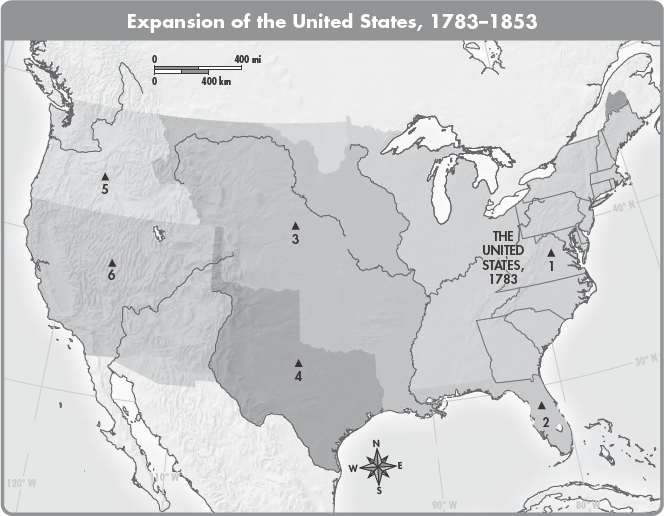 Expansion of the United States, 1783–1853
0 400 mi
0 400 km
5
3
40° N
THE
UNITED
STATES,
1783
1
6
30° N
4
2
N
W E
S
120° W
110° W
90° W
80° W